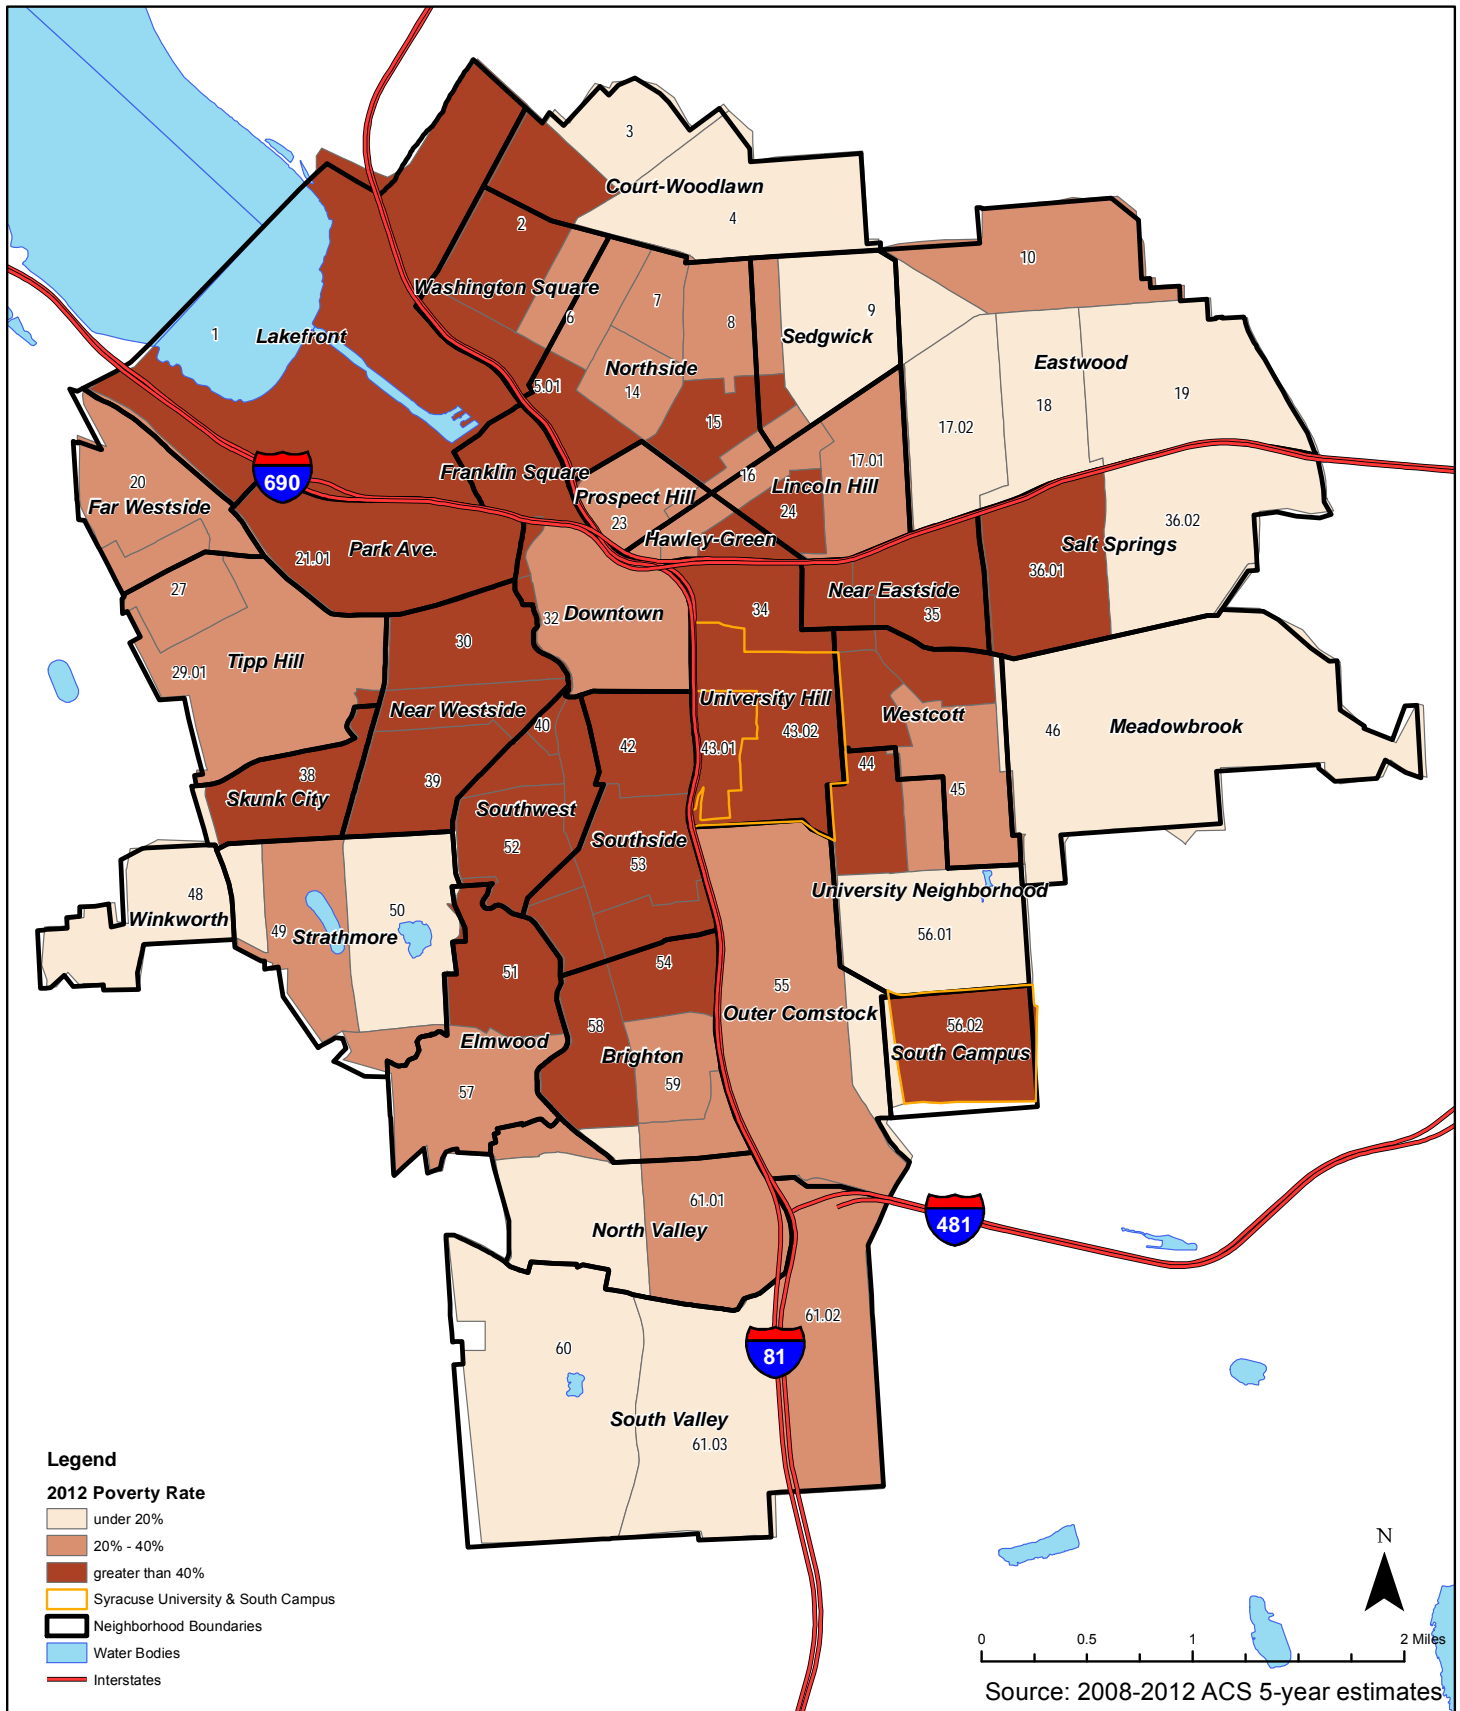 3
Court-Woodlawn
4
2
10
Washington Square
7
6
8
9
1
Lakefront
Sedgwick
Eastwood
Northside
5.01
14
18
19
15
17.02
17.01
Franklin Square
16
20
690
Lincoln Hill
Prospect Hill
Far Westside
24
23
36.02
Hawley-Green
Salt Springs
Park Ave.
21.01
36.01
27
Near Eastside
34
35
32
Downtown
30
Tipp Hill
29.01
University Hill
Near Westside
Westcott
40
43.02
46
Meadowbrook
42
43.01
44
38
39
45
Skunk City
Southwest
Southside
52
53
48
University Neighborhood
50
Winkworth
49
Strathmore
56.01
54
51
55
Outer Comstock
58
56.02
Elmwood
Brighton
South Campus
59
57
61.01
North Valley
481
61.02
60
81
South Valley
61.03
Legend
2012 Poverty Rate
under 20%
20% - 40%
greater than 40%
Syracuse University & South Campus
Neighborhood Boundaries
Water Bodies
Interstates
N
0 0.5 1 2 Miles
Source: 2008-2012 ACS 5-year estimates